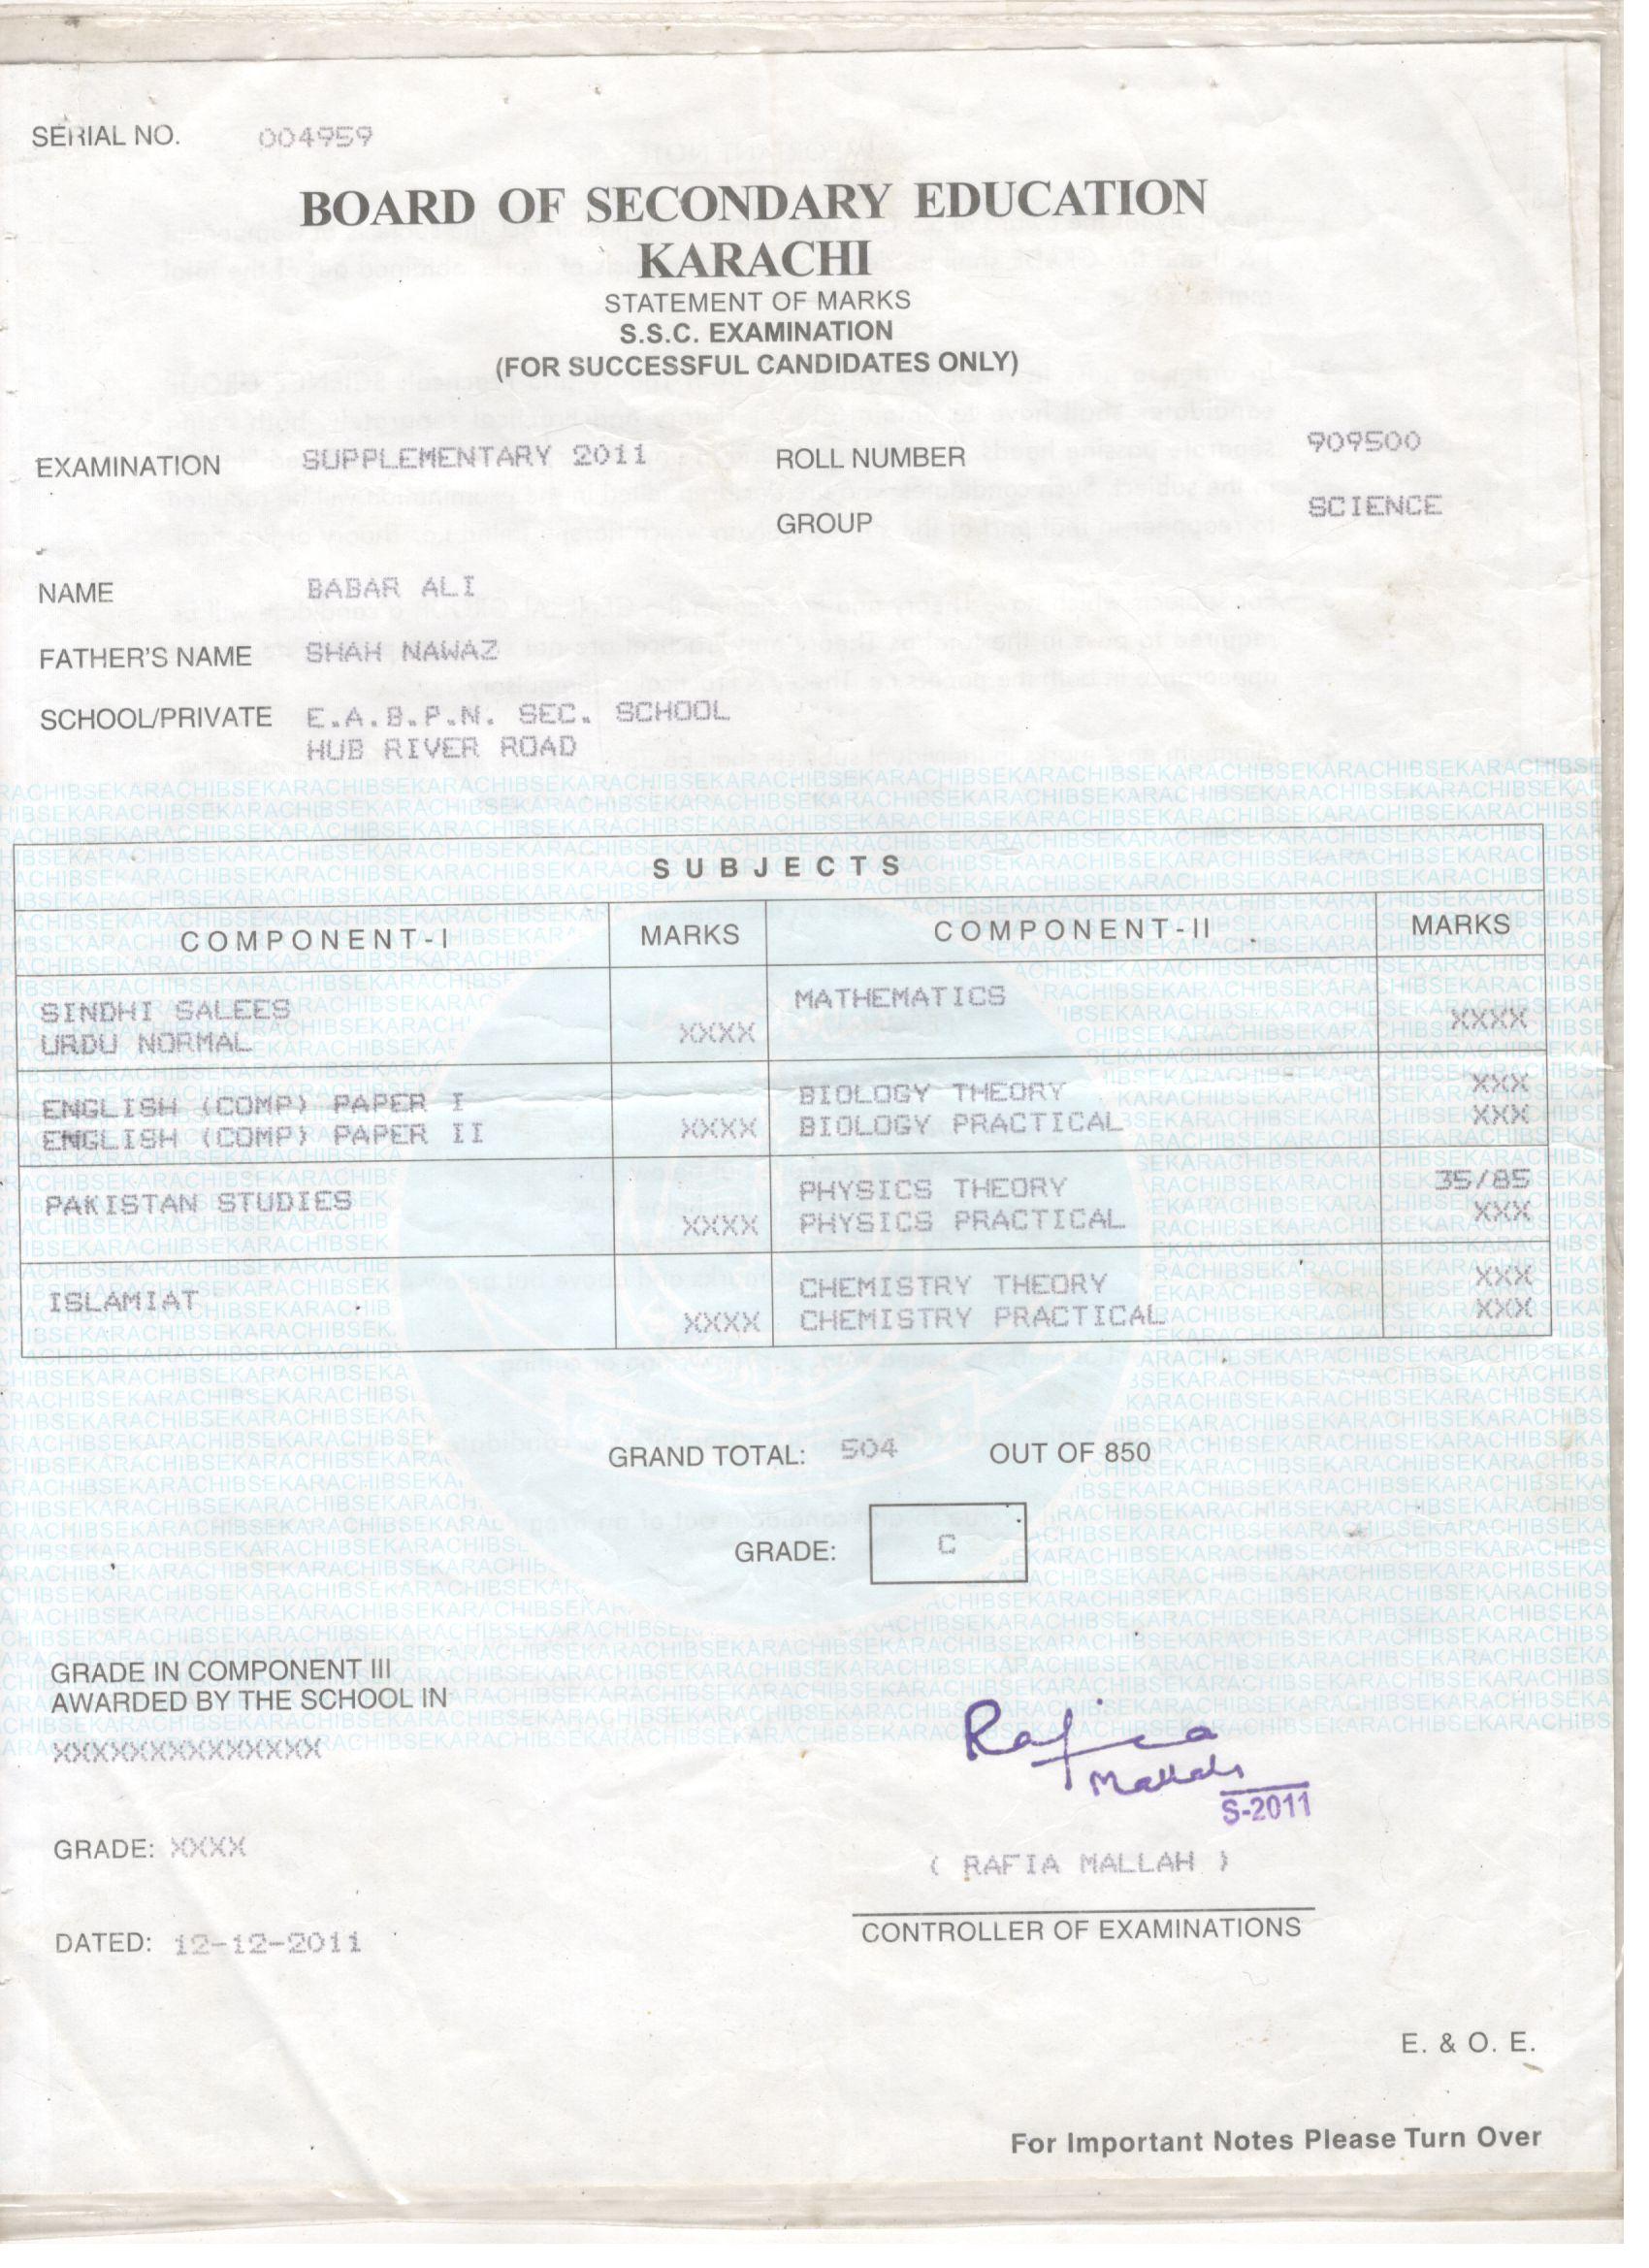 SERIAL NO. 004959
BOARD OF SECONDARY EDUCATION
KARACHI
STATEMENT OF MARKS
S.S.C. EXAMINATION
(FOR SUCCESSFUL CANDIDATES ONLY)
EXAMINATION SUPPLEMENTARY 2011 ROLL NUMBER 909500
GROUP SCIENCE
NAME BABAR ALI
FATHER'S NAME SHAH NAWAZ
SCHOOL/PRIVATE E.A.B.P.N. SEC. SCHOOL
HUB RIVER ROAD
SUBJECTS
COMPONENT-I MARKS COMPONENT-II MARKS
SINDHI SALEES MATHEMATICS
URDU NORMAL XXXX XXXX
ENGLISH (COMP) PAPER I BIOLOGY THEORY XXX
ENGLISH (COMP) PAPER II XXXX BIOLOGY PRACTICAL XXX
PAKISTAN STUDIES PHYSICS THEORY 35/85
XXXX PHYSICS PRACTICAL XXX
ISLAMIAT CHEMISTRY THEORY XXX
XXXX CHEMISTRY PRACTICAL XXX
GRAND TOTAL: 504 OUT OF 850
GRADE: C
GRADE IN COMPONENT III
AWARDED BY THE SCHOOL IN
XXXXXXXXXXXXXXX
Rafia
Mallah
S-2011
GRADE: XXXX
( RAFIA MALLAH )
CONTROLLER OF EXAMINATIONS
DATED: 12-12-2011
E. & O. E.
For Important Notes Please Turn Over